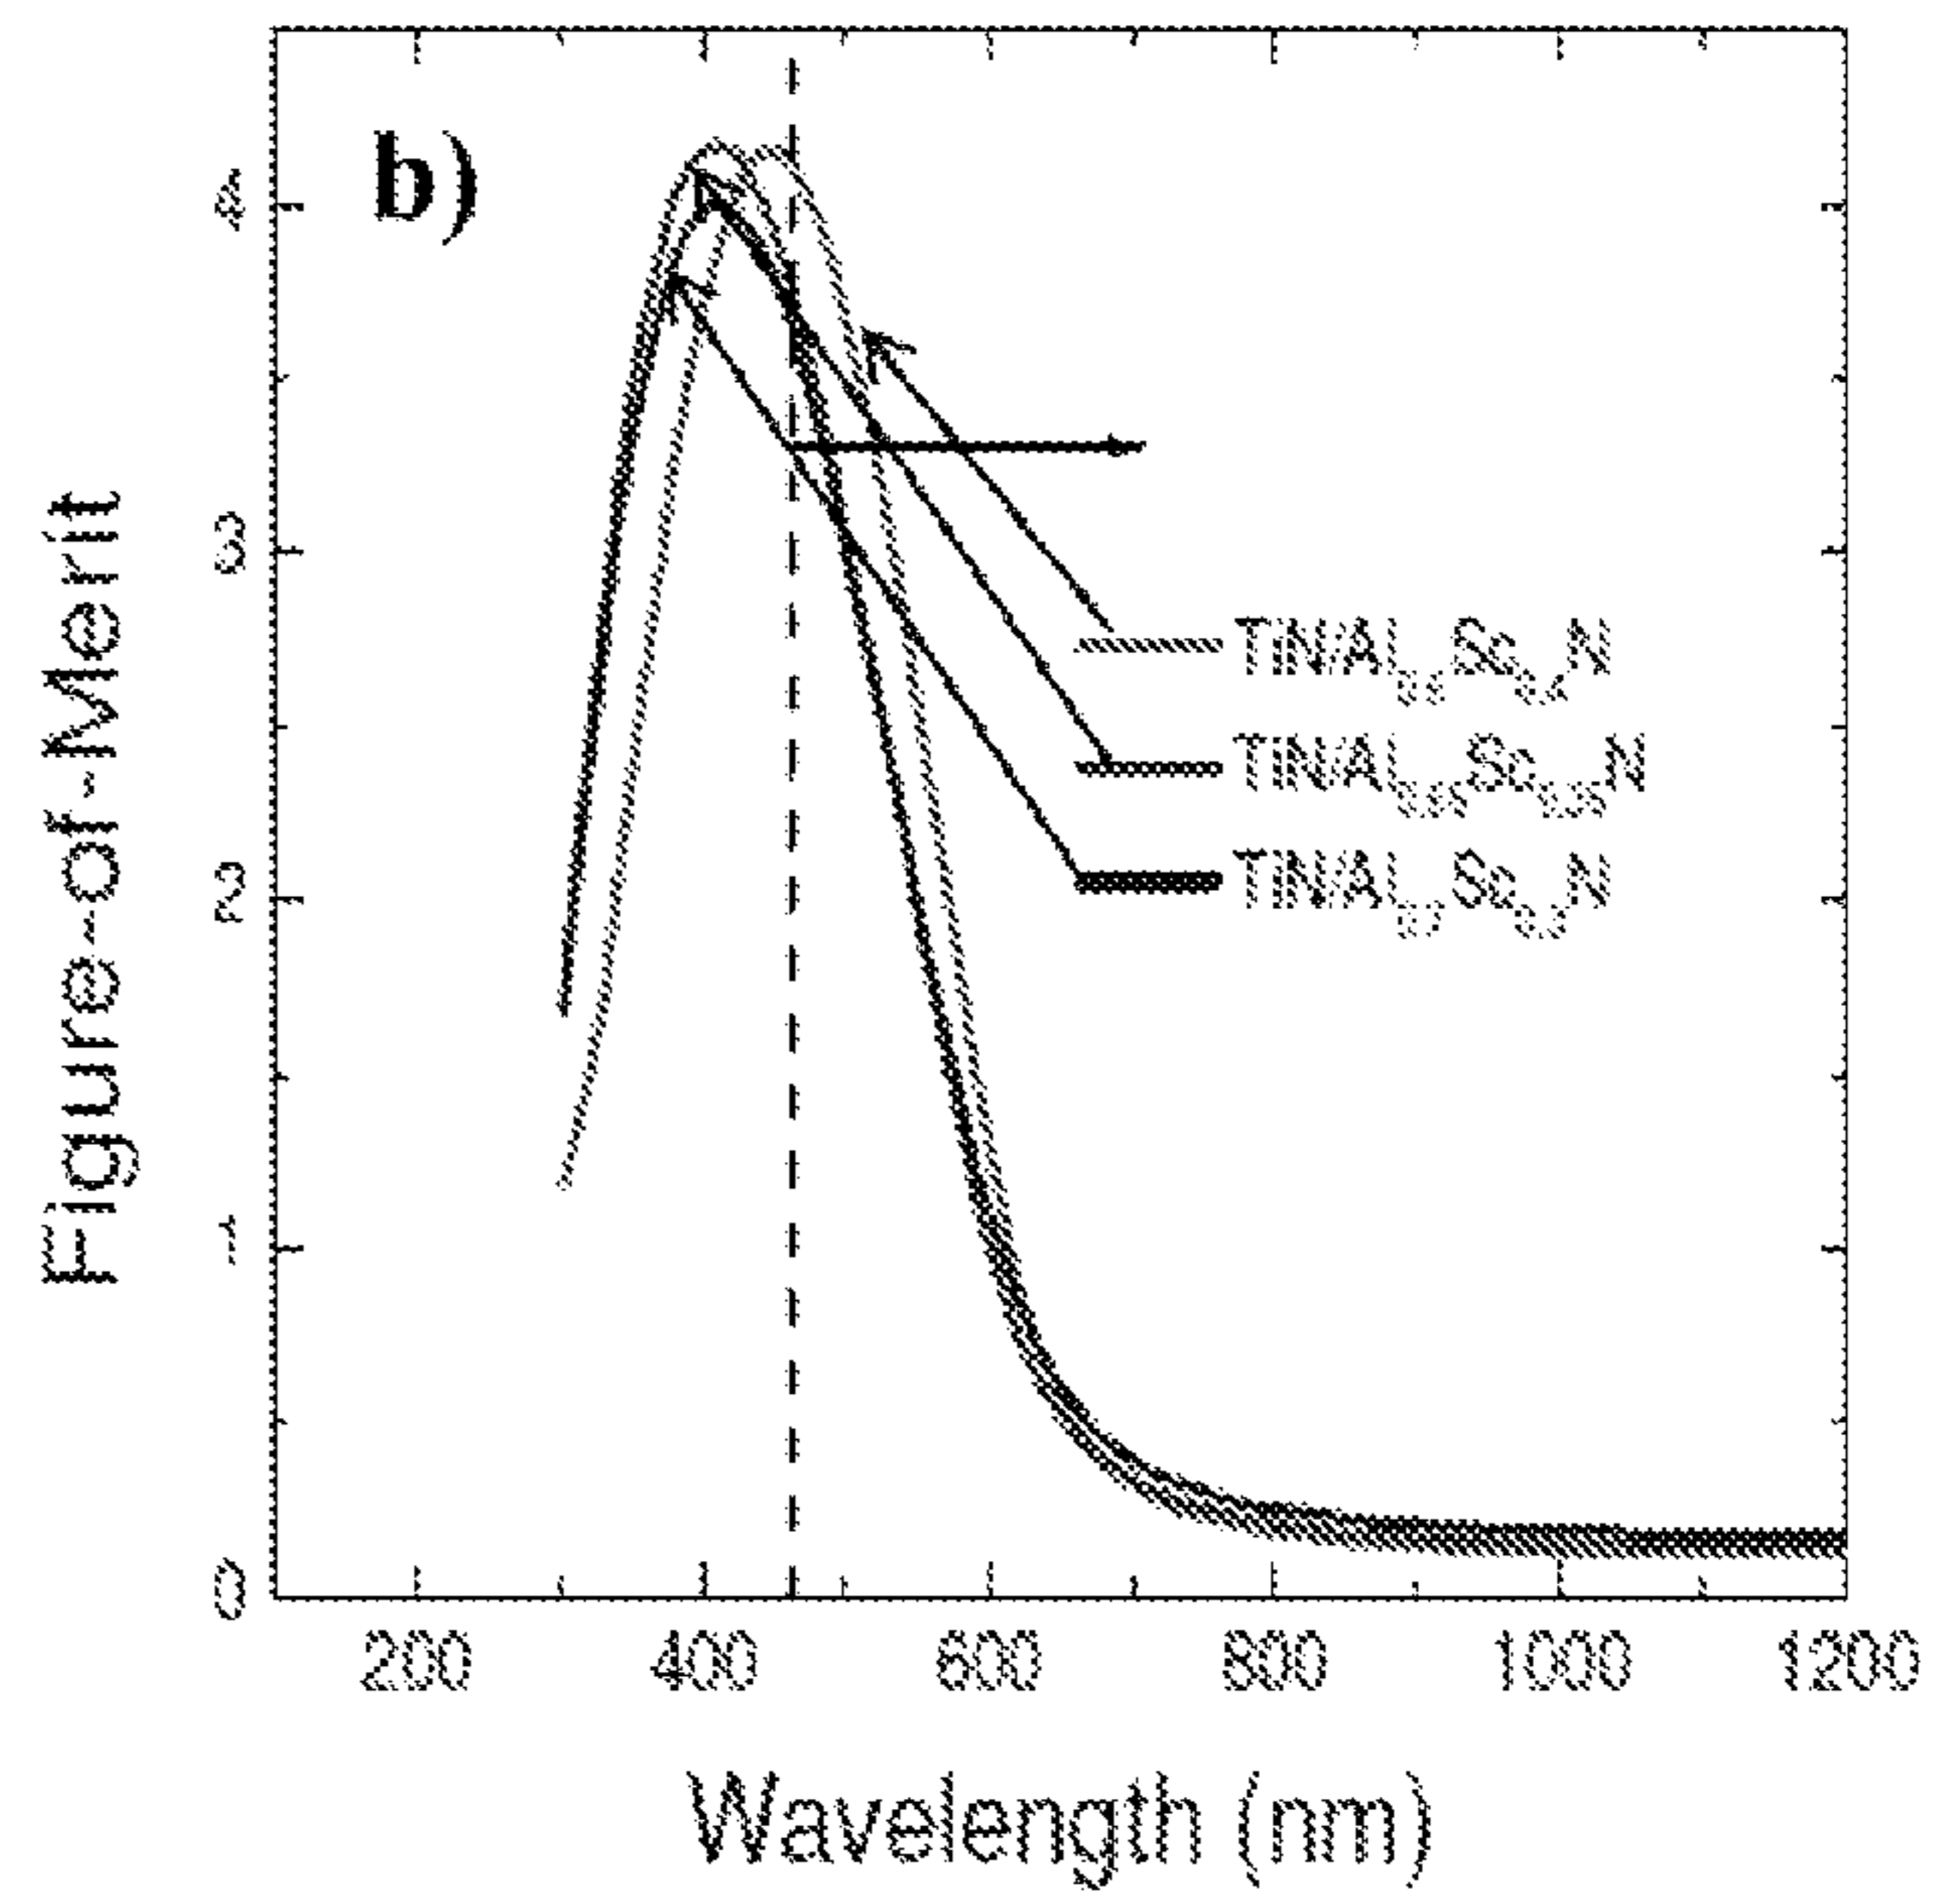 b)
4
3
2
1
0
Figure-of-Merit
TiN/Al Sc N
TiN/Al Sc N
TiN/Al Sc N
200 400 600 800 1000 1200
Wavelength (nm)